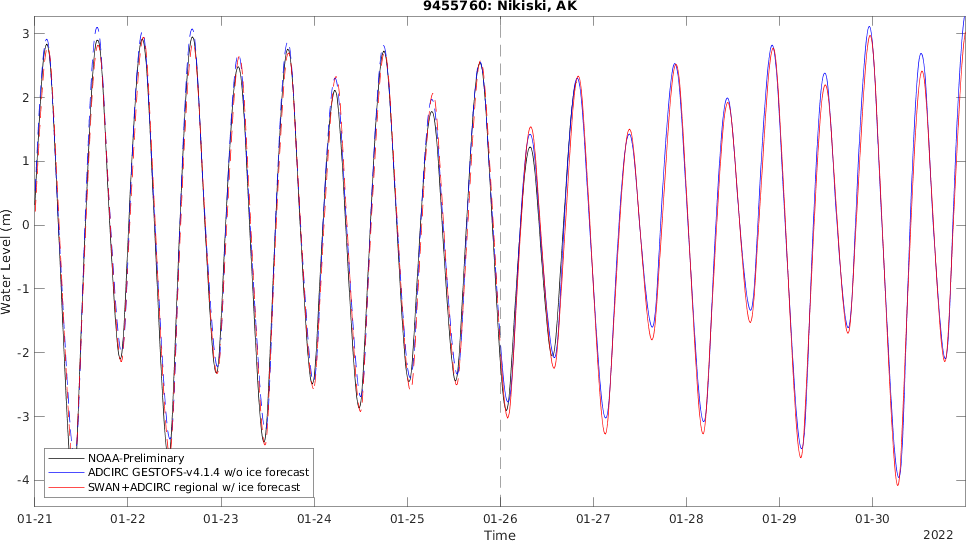 9455760: Nikiski, AK
3
2
1
0
-1
-2
-3
-4
Water Level (m)
NOAA-Preliminary
ADCIRC GESTOFS-v4.1.4 w/o ice forecast
SWAN+ADCIRC regional w/ ice forecast
01-21 01-22 01-23 01-24 01-25 01-26 01-27 01-28 01-29 01-30
Time
2022